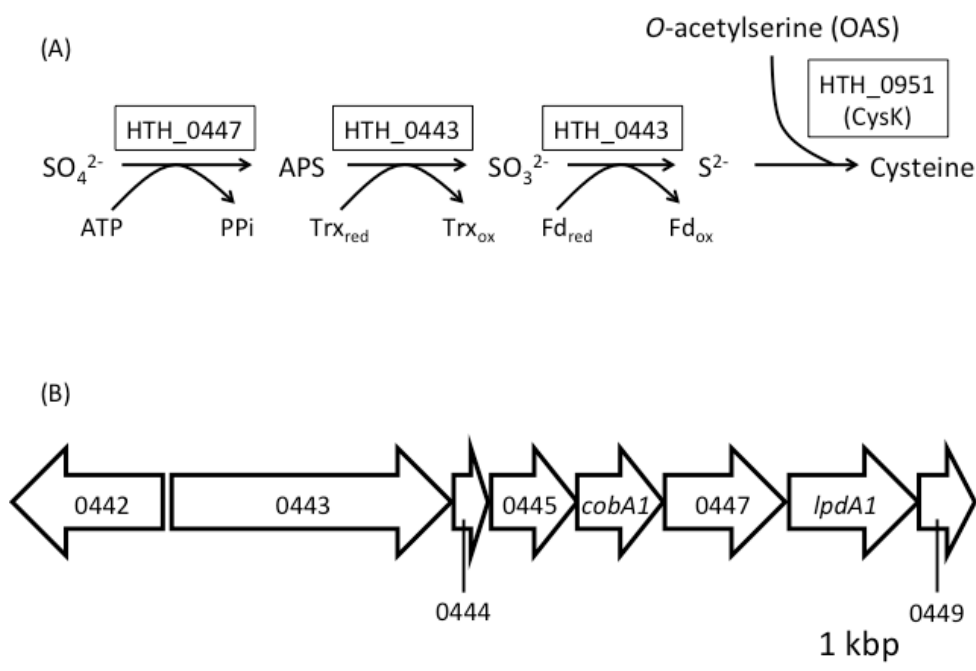 (A)
O-acetylserine (OAS)
HTH_0447
HTH_0443
HTH_0443
HTH_0951
(CysK)
SO₄²⁻
APS
SO₃²⁻
S²⁻
Cysteine
ATP
PPi
Trxred
Trxox
Fdred
Fdox
(B)
0442
0443
0445
cobA1
0447
lpdA1
0444
0449
1 kbp